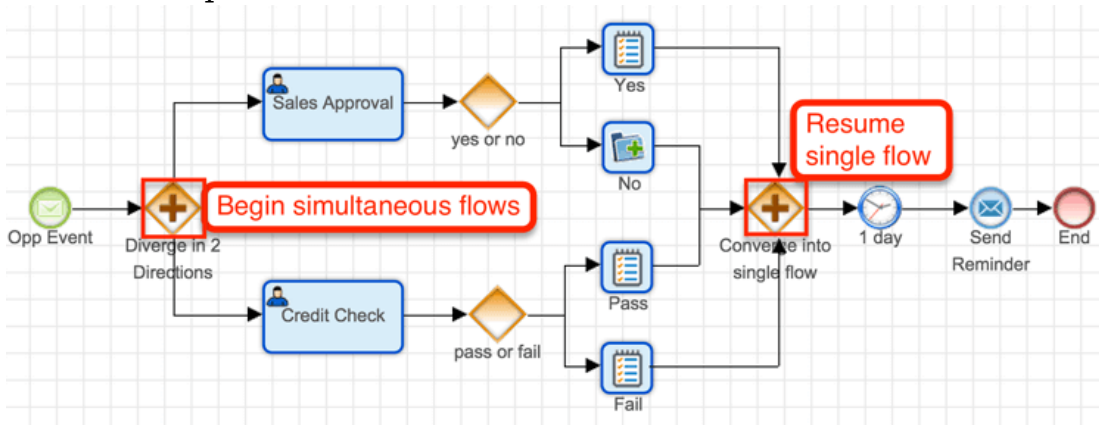 Yes
Sales Approval
yes or no
Resume
single flow
No
Begin simultaneous flows
Opp Event
Diverge in 2
Directions
Converge into
single flow
1 day
Send
Reminder
End
Pass
Credit Check
pass or fail
Fail